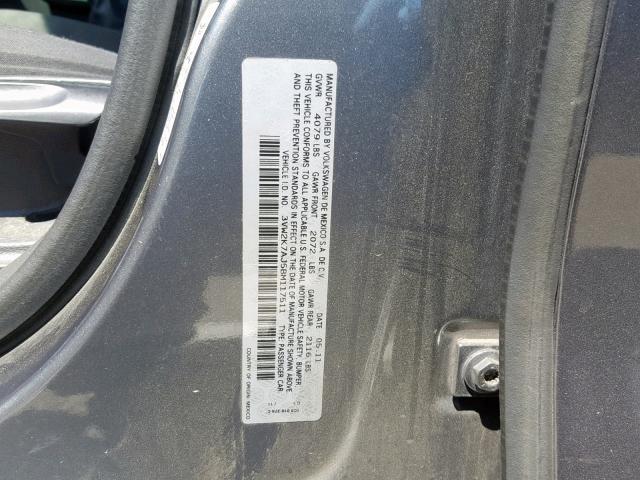 MANUFACTURED BY VOLKSWAGEN DE MEXICO S.A. DE C.V. DATE 05.11
GVWR 4079 LBS GAWR FRONT 2072 LBS GAWR REAR 2116 LBS
THIS VEHICLE CONFORMS TO ALL APPLICABLE U.S. FEDERAL MOTOR VEHICLE SAFETY, BUMPER,
AND THEFT PREVENTION STANDARDS IN EFFECT ON THE DATE OF MANUFACTURE SHOWN ABOVE
VEHICLE I.D. NO. 3VW2K7AJ5BM117511 TYPE: PASSENGER CAR
COUNTRY OF ORIGIN: MEXICO